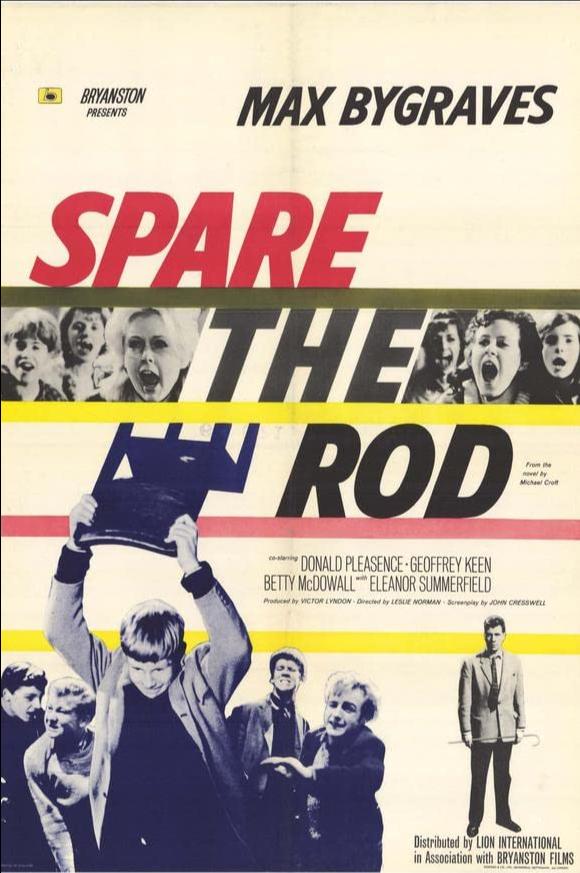 BRYANSTON
PRESENTS
MAX BYGRAVES
SPARE
THE
ROD
From the
novel by
Michael Croft
co-starring DONALD PLEASENCE · GEOFFREY KEEN
BETTY McDOWALL with ELEANOR SUMMERFIELD
Produced by VICTOR LYNDON · Directed by LESLIE NORMAN · Screenplay by JOHN CRESSWELL
Distributed by LION INTERNATIONAL
in Association with BRYANSTON FILMS